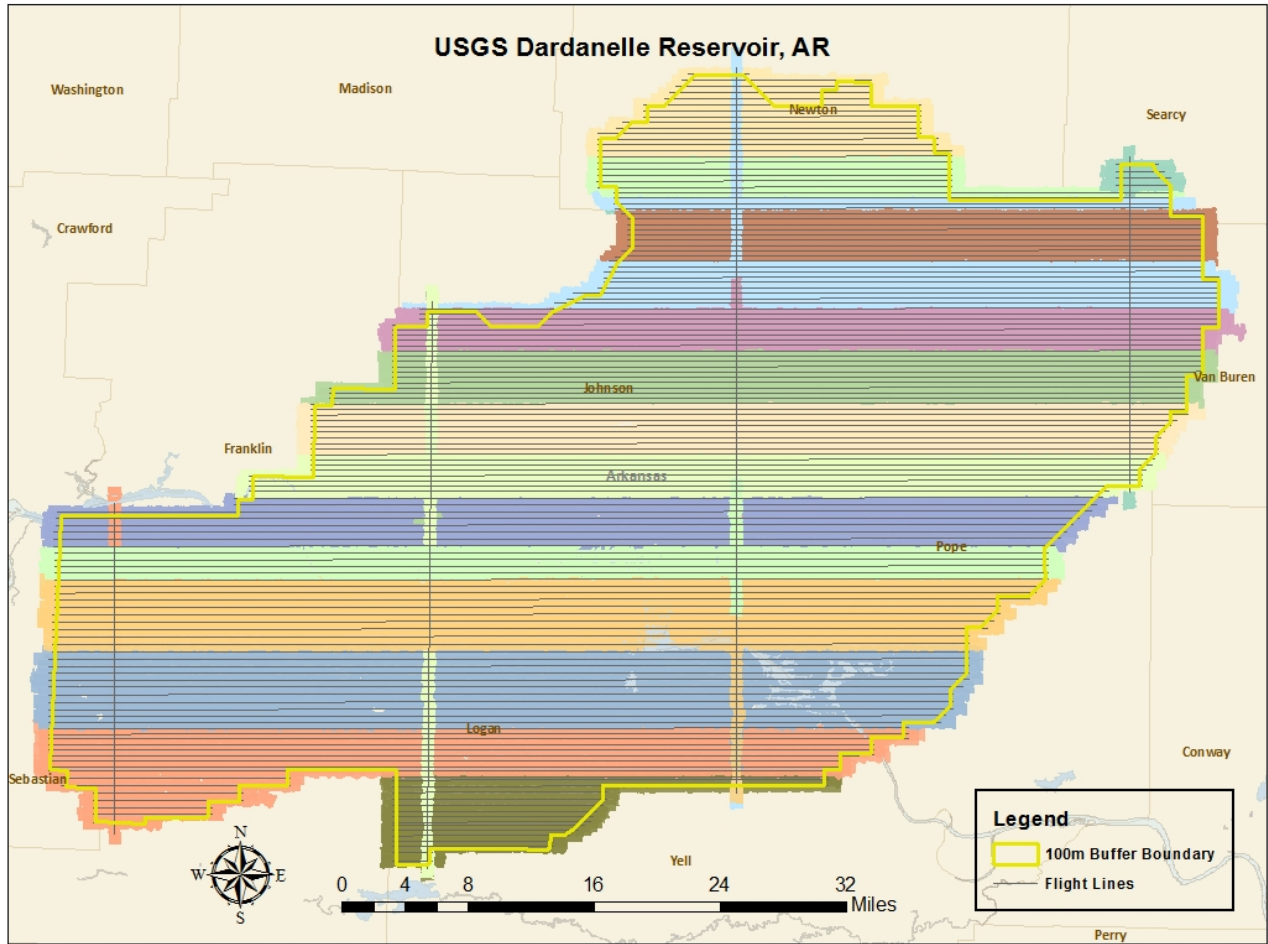 USGS Dardanelle Reservoir, AR
Washington
Madison
Newton
Searcy
Crawford
Johnson
Van Buren
Franklin
Arkansas
Pope
Logan
Sebastian
Conway
Yell
Perry
N
W E
S
0 4 8 16 24 32
Miles
Legend
100m Buffer Boundary
Flight Lines